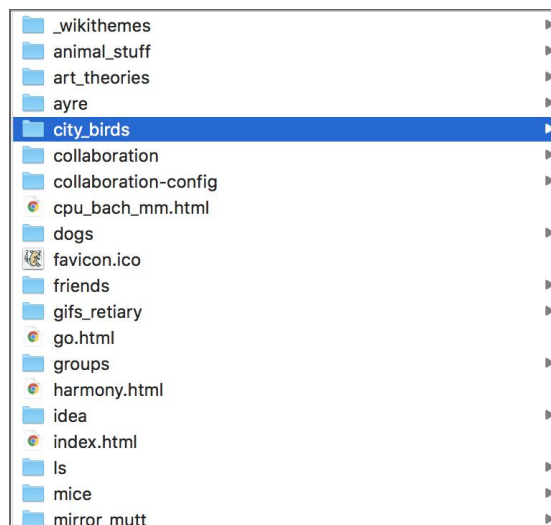 _wikithemes
animal_stuff
art_theories
ayre
city_birds
collaboration
collaboration-config
cpu_bach_mm.html
dogs
favicon.ico
friends
gifs_retiary
go.html
groups
harmony.html
idea
index.html
ls
mice
mirror_mutt